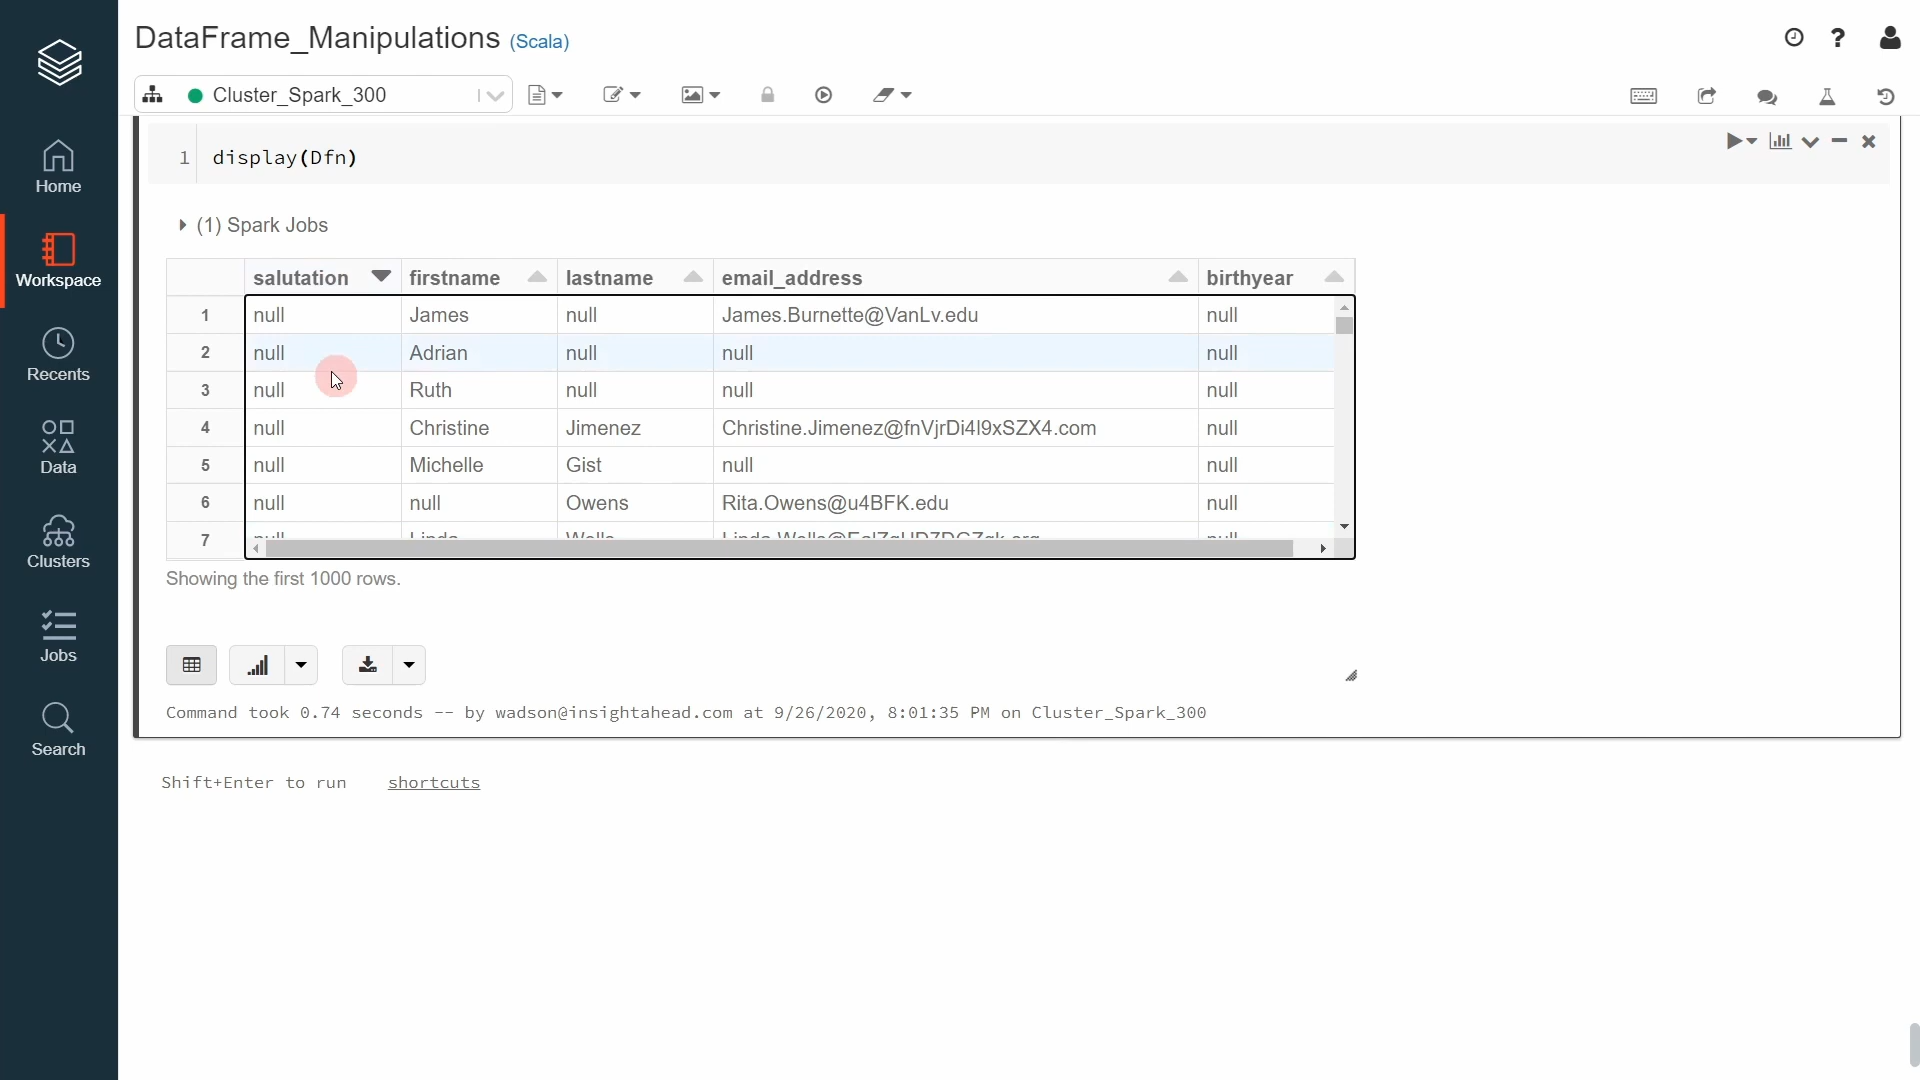 DataFrame_Manipulations (Scala)
Cluster_Spark_300
Home
Workspace
Recents
Data
Clusters
Jobs
Search
1 display(Dfn)
(1) Spark Jobs
salutation firstname lastname email_address birthyear
1 null James null James.Burnette@VanLv.edu null
2 null Adrian null null null
3 null Ruth null null null
4 null Christine Jimenez Christine.Jimenez@fnVjrDi4I9xSZX4.com null
5 null Michelle Gist null null
6 null null Owens Rita.Owens@u4BFK.edu null
7 null Linda null
Showing the first 1000 rows.
Command took 0.74 seconds -- by wadson@insightahead.com at 9/26/2020, 8:01:35 PM on Cluster_Spark_300
Shift+Enter to run shortcuts